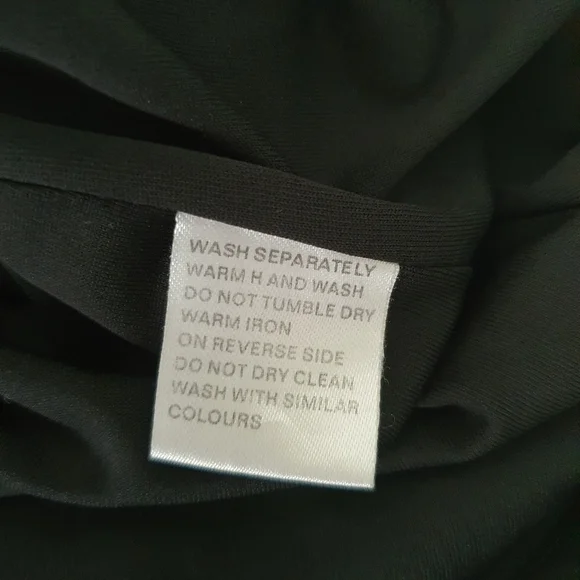 WASH SEPARATELY
WARM H AND WASH
DO NOT TUMBLE DRY
WARM IRON
ON REVERSE SIDE
DO NOT DRY CLEAN
WASH WITH SIMILAR
COLOURS